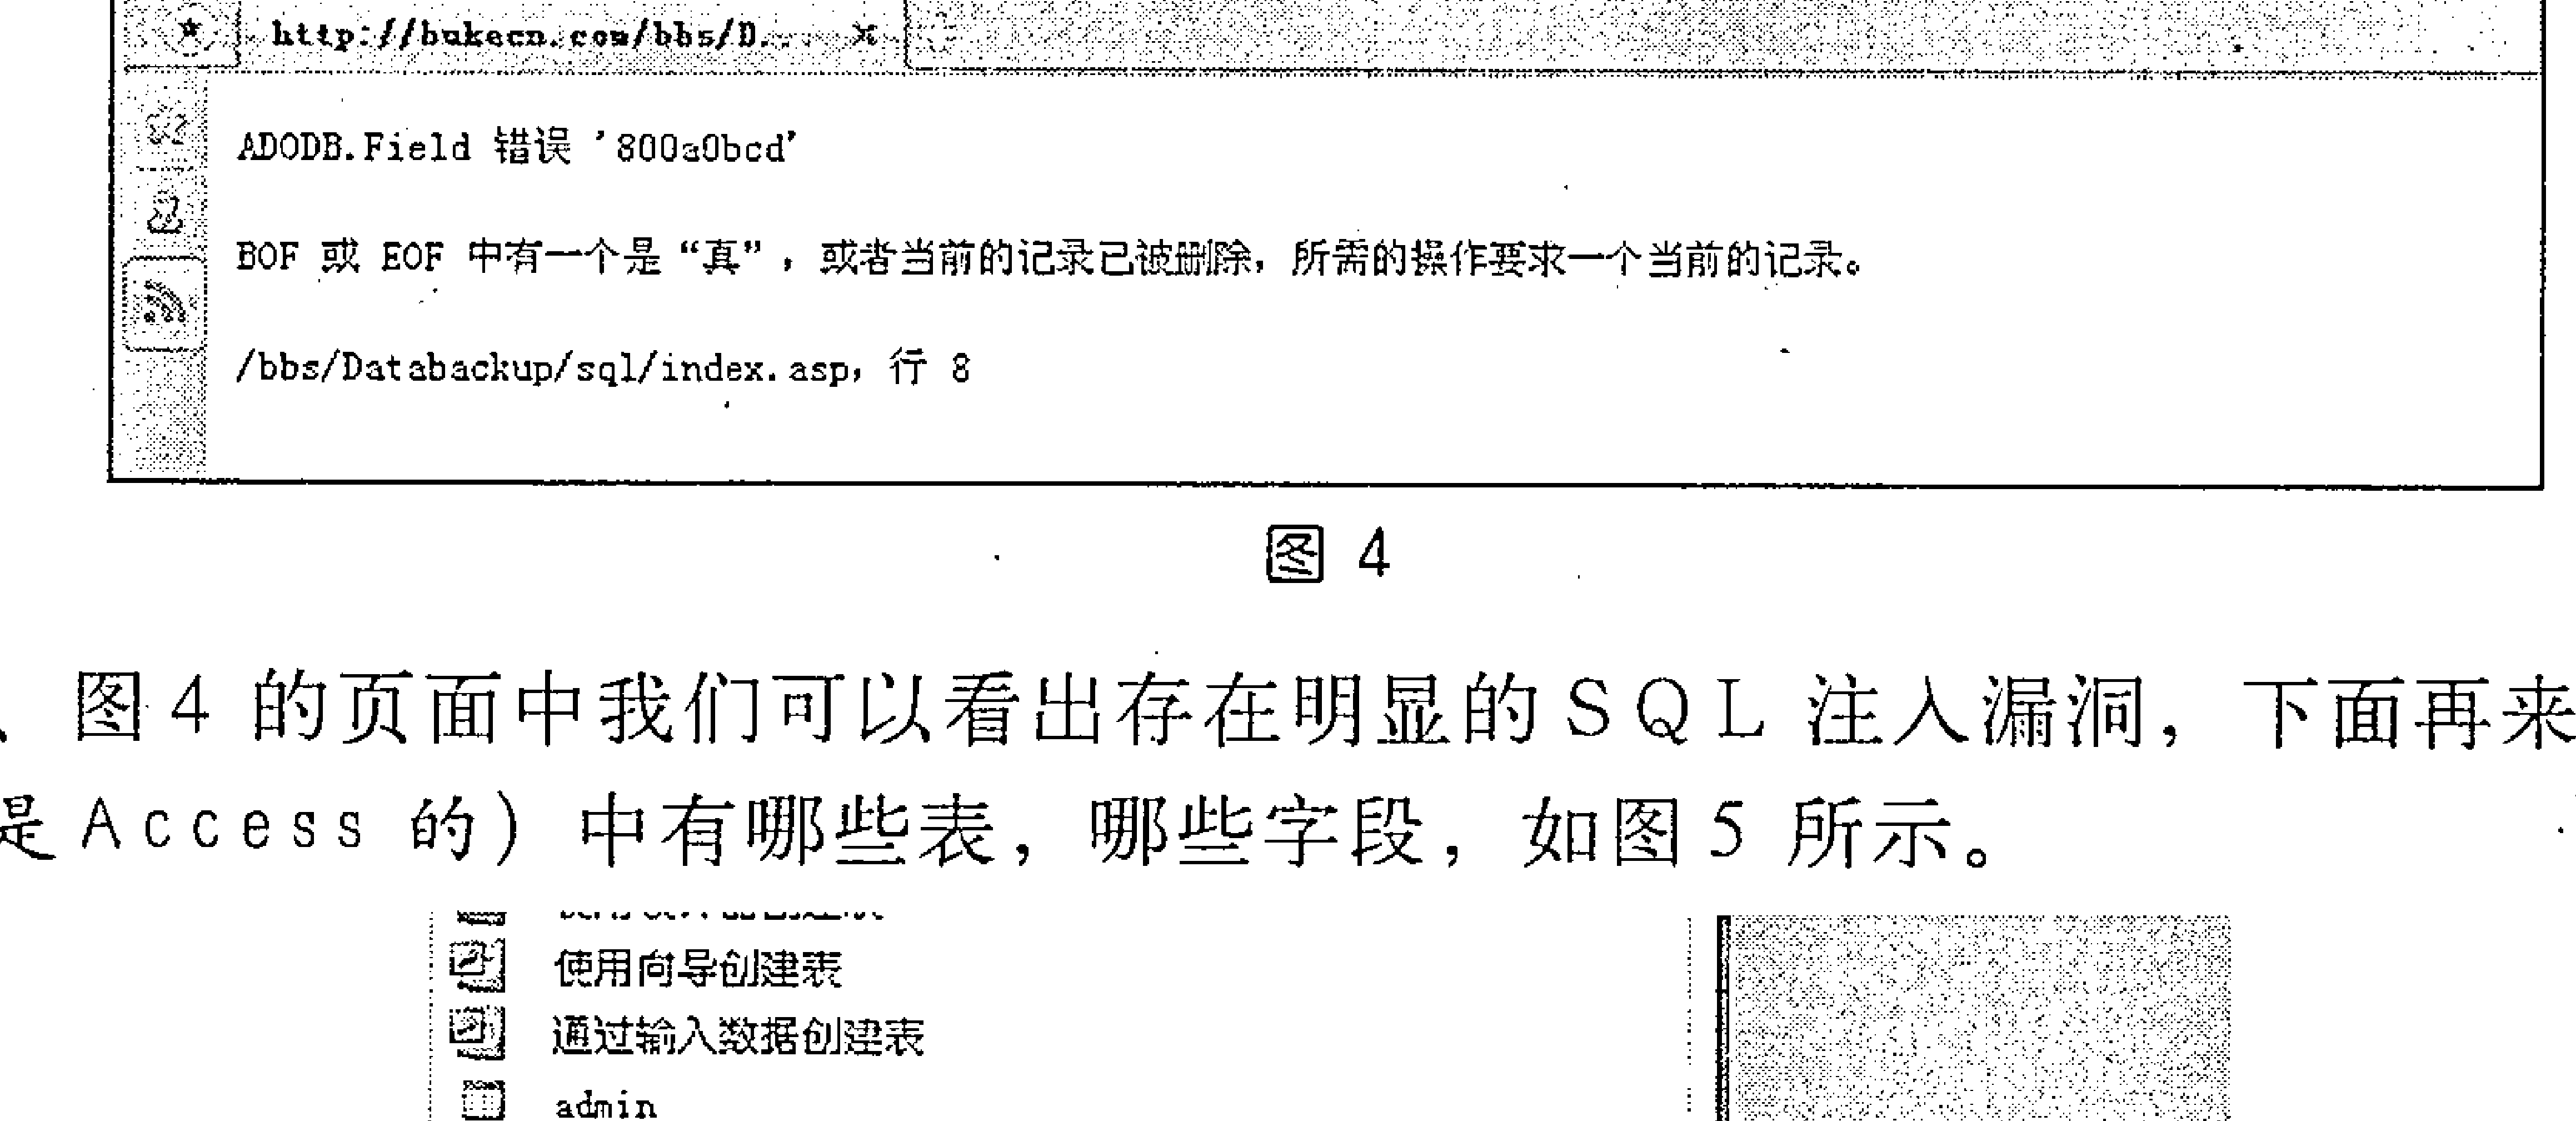 http://bukecn.com/bbs/D...
ADODB.Field 错误 '800a0bcd'
BOF 或 EOF 中有一个是“真”，或者当前的记录已被删除，所需的操作要求一个当前的记录。
/bbs/Databackup/sql/index.asp，行 8
图 4
、图4 的页面中我们可以看出存在明显的SQL 注入漏洞，下面再来
是Access 的）中有哪些表，哪些字段，如图5 所示。
使用向导创建表
通过输入数据创建表
admin